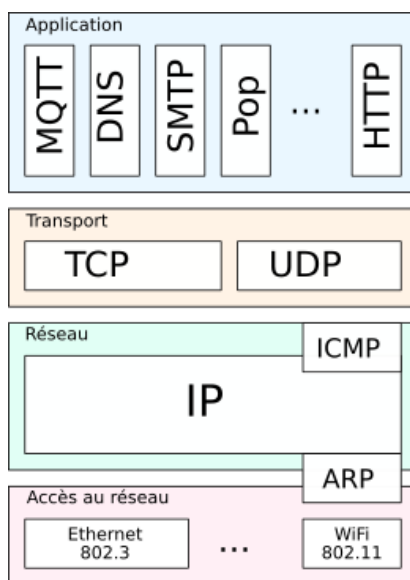 Application
MQTT
DNS
SMTP
Pop
...
HTTP
Transport
TCP
UDP
Réseau
ICMP
IP
ARP
Accès au réseau
Ethernet
802.3
...
WiFi
802.11